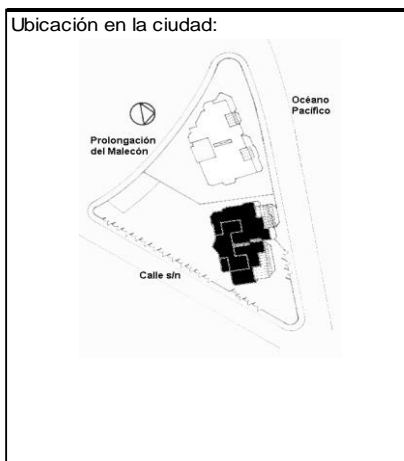 Ubicación en la ciudad:
Océano
Pacífico
Prolongación
del Malecón
Calle s/n